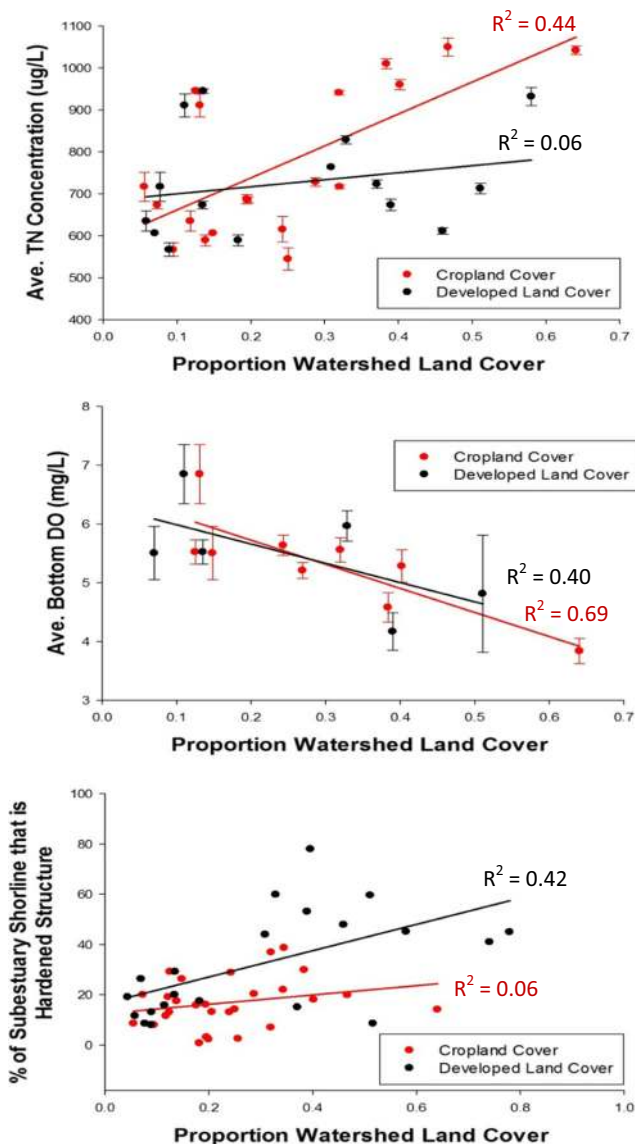 R² = 0.44
1100
1000
900
800
700
600
500
400
R² = 0.06
Ave. TN Concentration (ug/L)
Cropland Cover
Developed Land Cover
0.0 0.1 0.2 0.3 0.4 0.5 0.6 0.7
Proportion Watershed Land Cover
8
7
6
5
4
3
Ave. Bottom DO (mg/L)
Cropland Cover
Developed Land Cover
R² = 0.40
R² = 0.69
0.0 0.1 0.2 0.3 0.4 0.5 0.6 0.7
Proportion Watershed Land Cover
100
80
60
40
20
0
% of Subestuary Shorline that is
Hardened Structure
R² = 0.42
R² = 0.06
Cropland Cover
Developed Land Cover
0.0 0.2 0.4 0.6 0.8 1.0
Proportion Watershed Land Cover